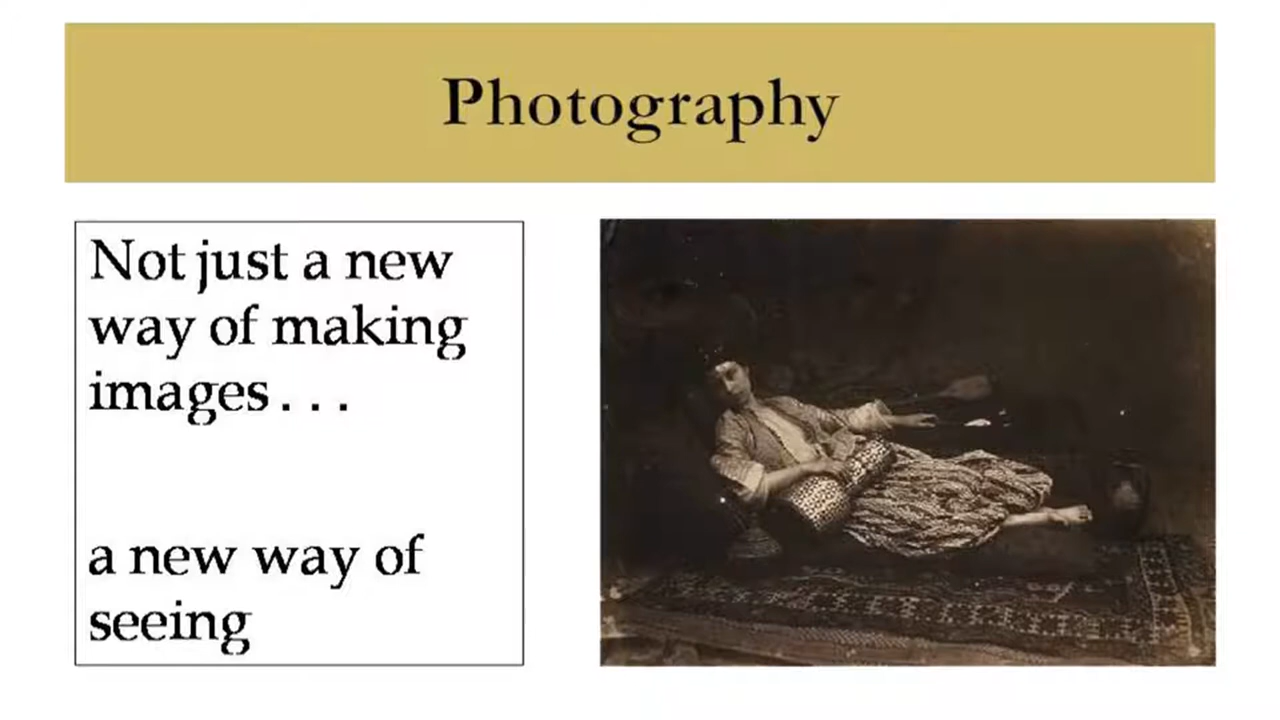 Photography
Not just a new
way of making
images . . .
a new way of
seeing